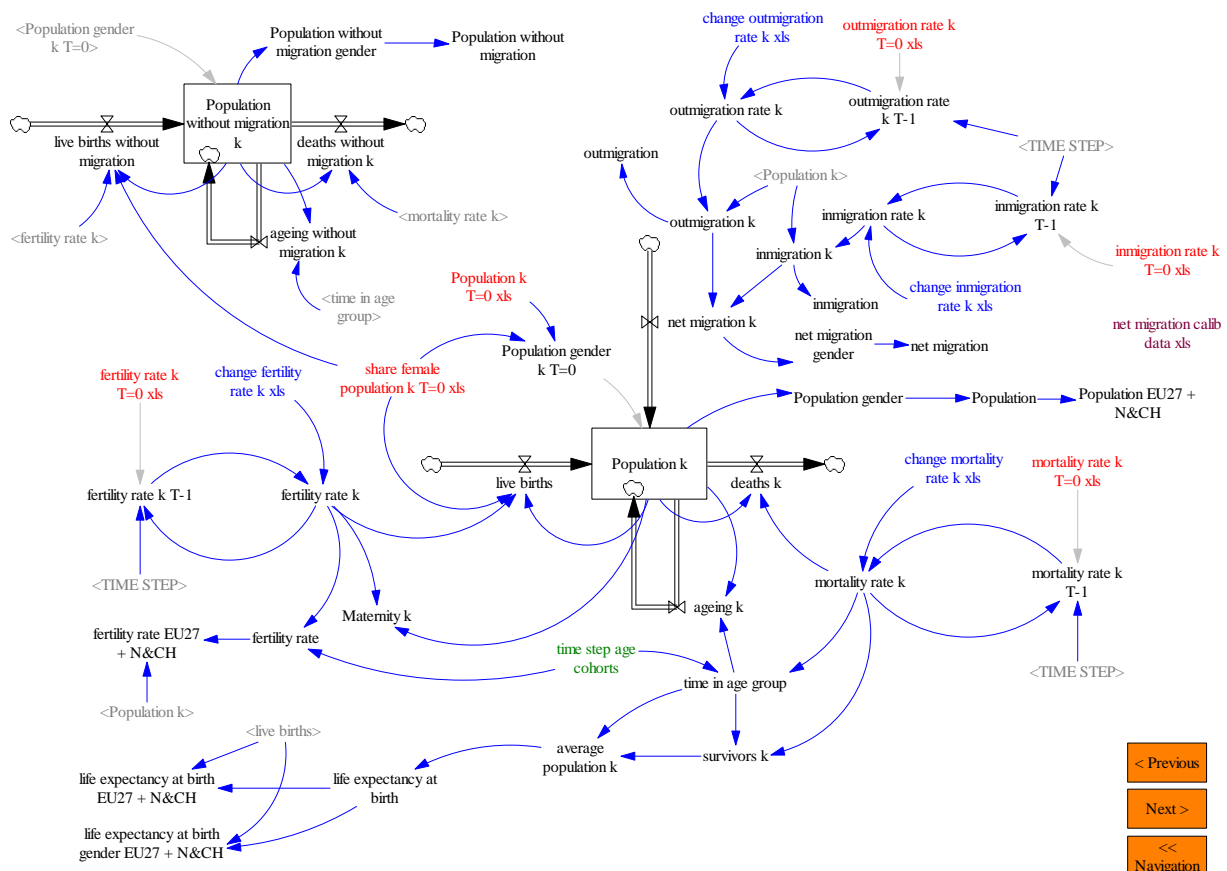 <Population gender
k T=0>
Population without
migration gender
Population without
migration
change outmigration
rate k xls
outmigration rate k
T=0 xls
Population
without migration
k
live births without
migration
deaths without
migration k
outmigration rate k
outmigration rate
k T-1
outmigration
<TIME STEP>
<Population k>
<fertility rate k>
<mortality rate k>
ageing without
migration k
outmigration k
inmigration rate k
inmigration rate k
T-1
inmigration k
inmigration rate k
T=0 xls
<time in age
group>
Population k
T=0 xls
inmigration
change inmigration
rate k xls
net migration k
net migration calib
data xls
net migration
gender
net migration
Population gender
k T=0
fertility rate k
T=0 xls
change fertility
rate k xls
share female
population k T=0 xls
Population gender
Population
Population EU27 +
N&CH
Population k
live births
deaths k
change mortality
rate k xls
mortality rate k
T=0 xls
fertility rate k T-1
fertility rate k
<TIME STEP>
mortality rate k
mortality rate k
T-1
Maternity k
ageing k
fertility rate EU27
+ N&CH
fertility rate
time step age
cohorts
time in age group
<TIME STEP>
<Population k>
<live births>
average
population k
survivors k
life expectancy at birth
EU27 + N&CH
life expectancy at
birth
life expectancy at birth
gender EU27 + N&CH
< Previous
Next >
<<
Navigation